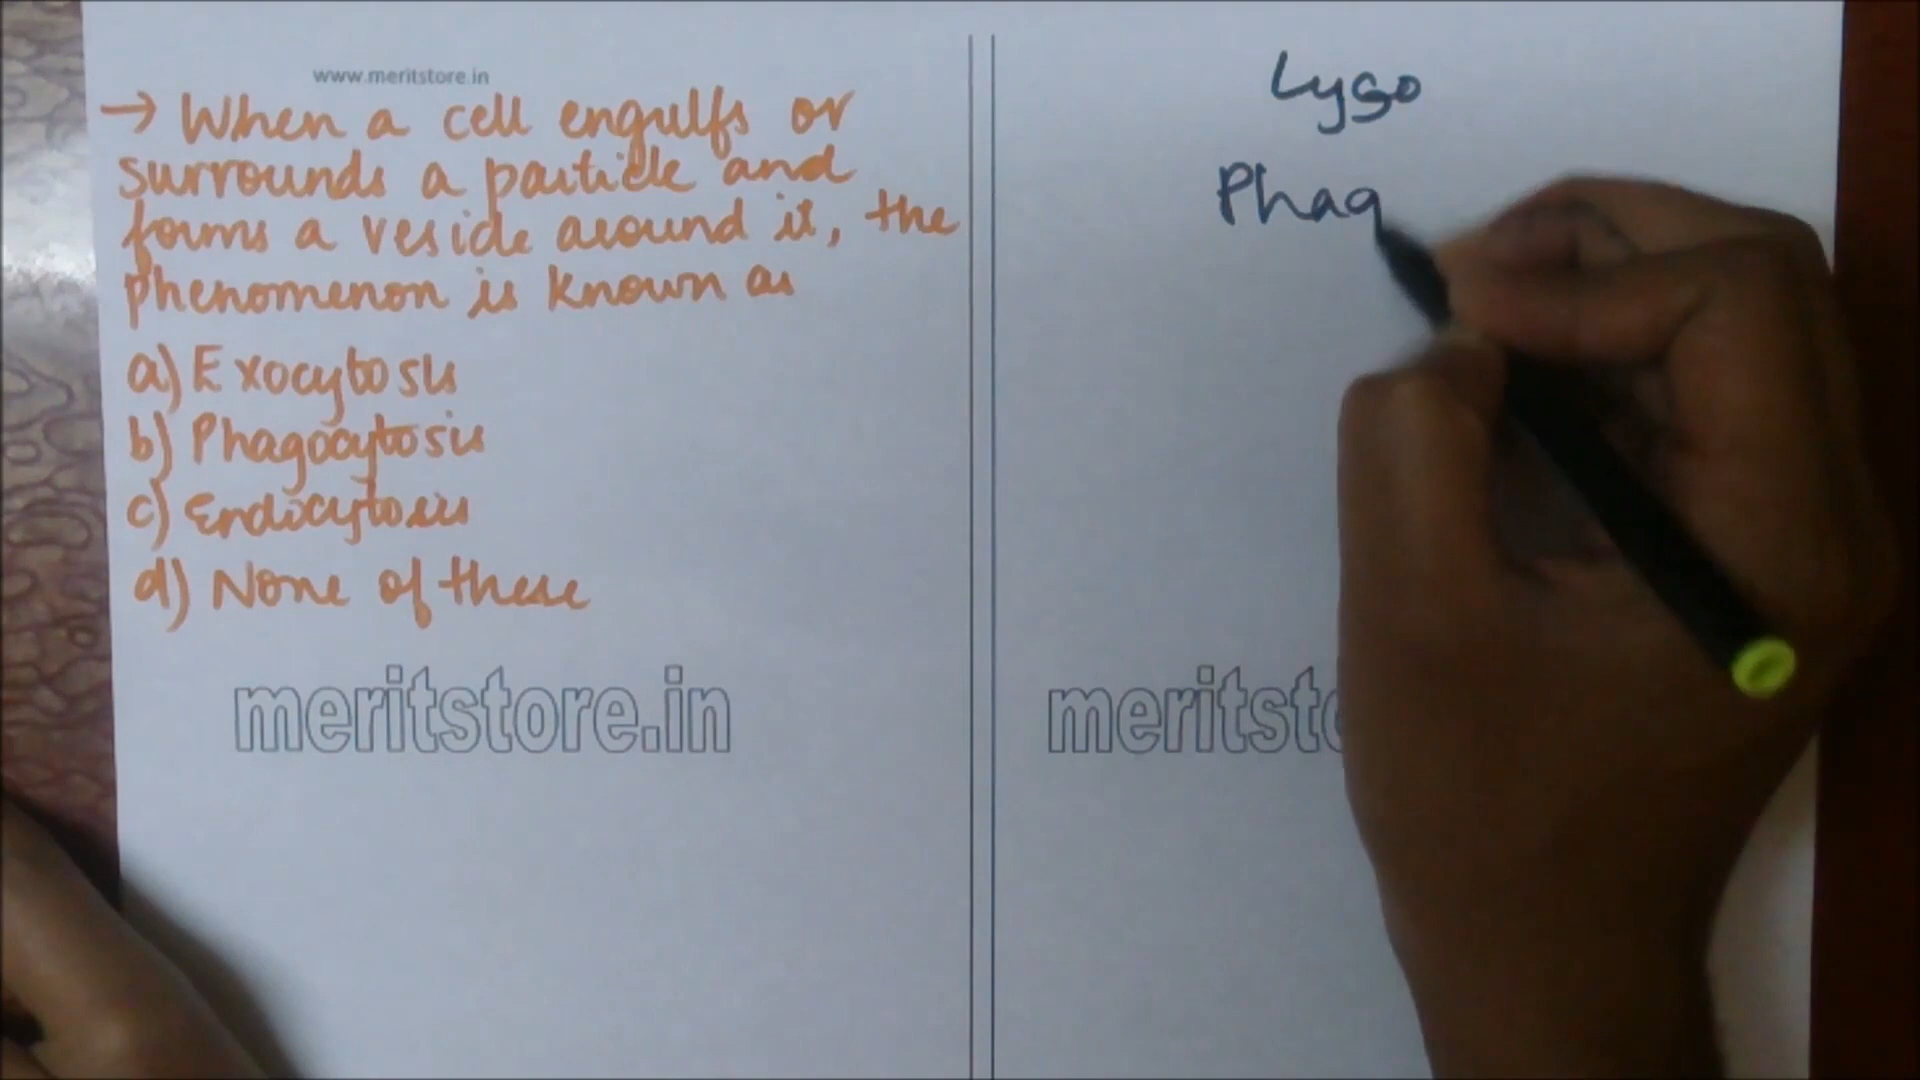 www.meritstore.in
→ When a cell engulfs or
surrounds a particle and
forms a vesicle around it, the
phenomenon is known as
a) Exocytosis
b) Phagocytosis
c) Endocytosis
d) None of these
meritstore.in
Lyso
Phag
meritsto